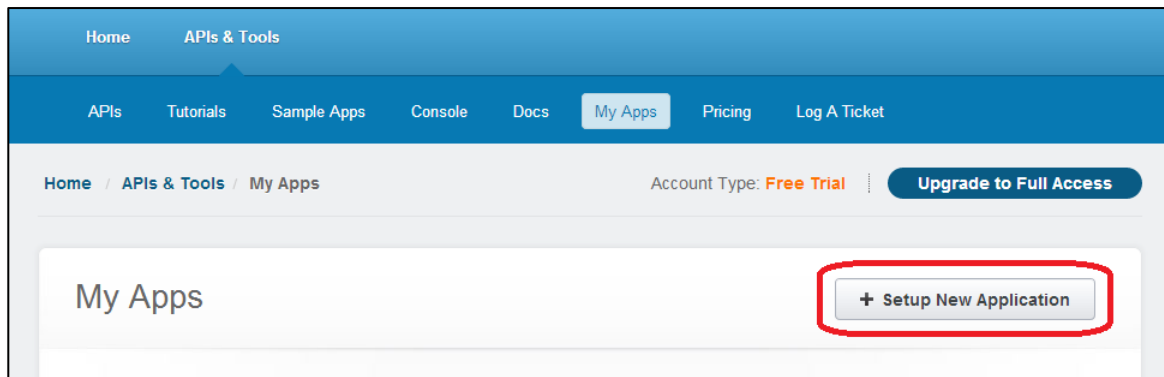 Home APIs & Tools
APIs Tutorials Sample Apps Console Docs My Apps Pricing Log A Ticket
Home / APIs & Tools / My Apps Account Type: Free Trial Upgrade to Full Access
My Apps + Setup New Application